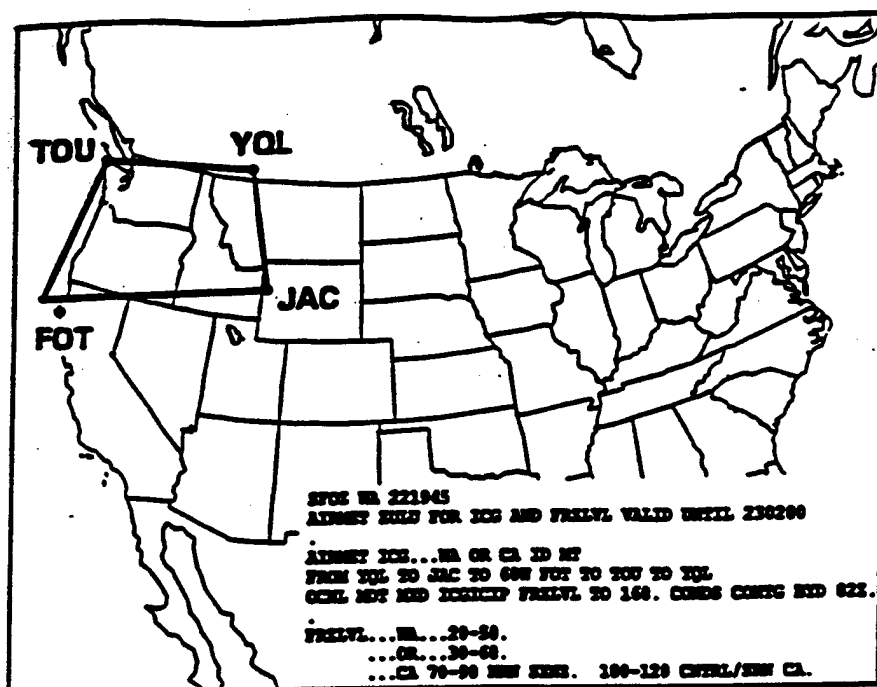 TOU YQL
JAC
FOT
SFOZ WA 221945
AIRMET ZULU FOR ICG AND FRZLVL VALID UNTIL 230200
.
AIRMET ICG...WA OR CA ID MT
FROM YQL TO JAC TO 60W FOT TO TOU TO YQL
OCNL MDT MXD ICGICIP FRZLVL TO 160. CONDS CONTG BYD 02Z.
.
FRZLVL...WA...20-50.
...OR...30-60.
...CA 70-90 NRN SENS. 100-120 CNTRL/SRN CA.